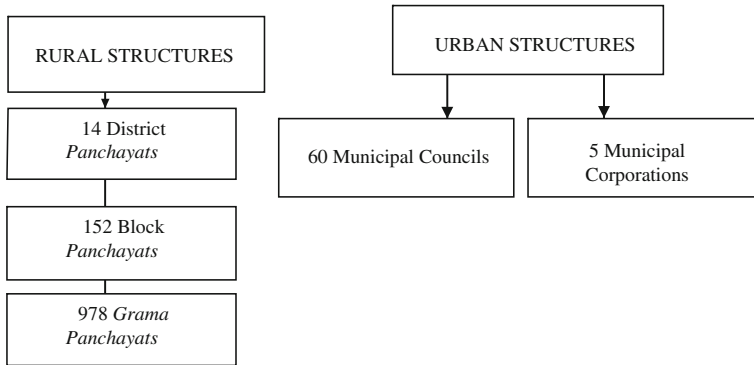 RURAL STRUCTURES
14 District
Panchayats
152 Block
Panchayats
978 Grama
Panchayats
URBAN STRUCTURES
60 Municipal Councils
5 Municipal
Corporations